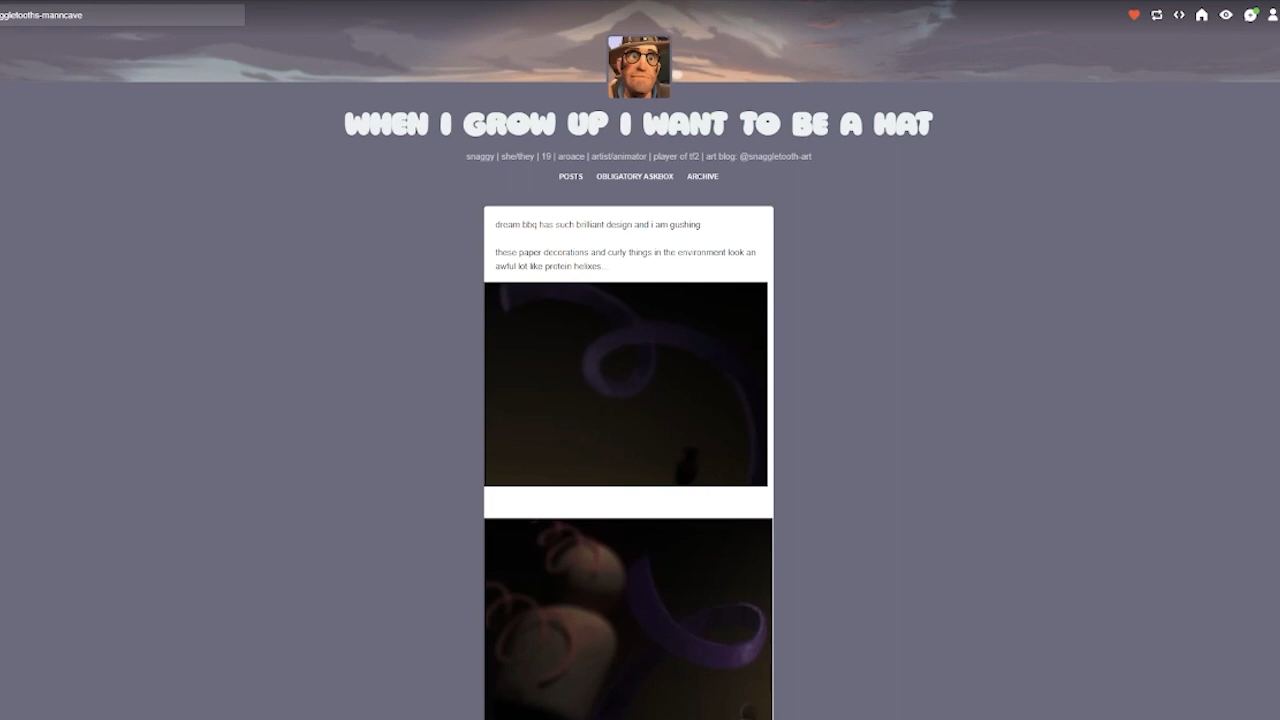 ggletooths-manncave
WHEN I GROW UP I WANT TO BE A HAT
snaggy | she/they | 19 | aroace | artist/animator | player of tf2 | art blog: @snaggletooth-art
POSTS OBLIGATORY ASKBOX ARCHIVE
dream bbq has such brilliant design and i am gushing
these paper decorations and curly things in the environment look an
awful lot like protein helixes...